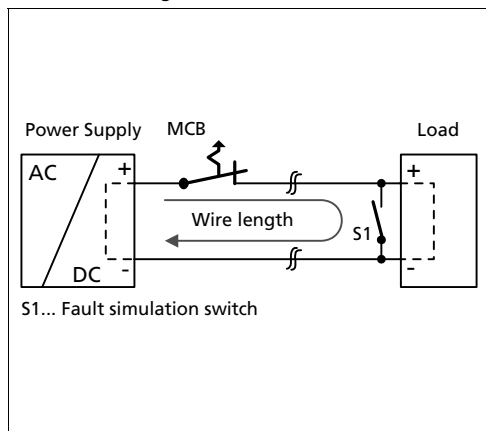 Power Supply MCB Load
AC + +
Wire length
S1
DC - -
S1... Fault simulation switch